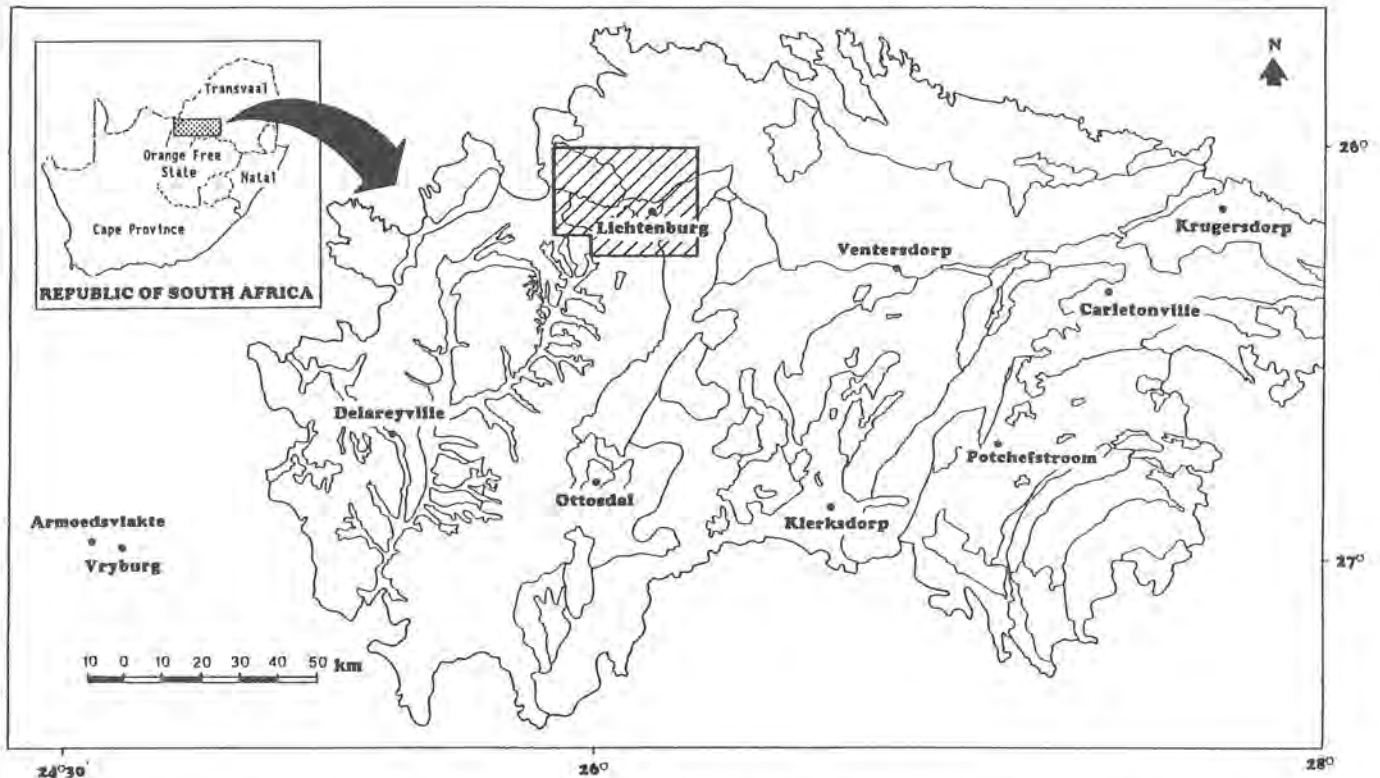 N
Transvaal
Orange Free
State
Natal
Cape Province
REPUBLIC OF SOUTH AFRICA
26°
Lichtenburg
Krugersdorp
Ventersdorp
Carletonville
Delareyville
Potchefstroom
Ottosdal
Klerksdorp
Armoedsvlakte
Vryburg
27°
10 0 10 20 30 40 50 km
24°30'
26°
28°